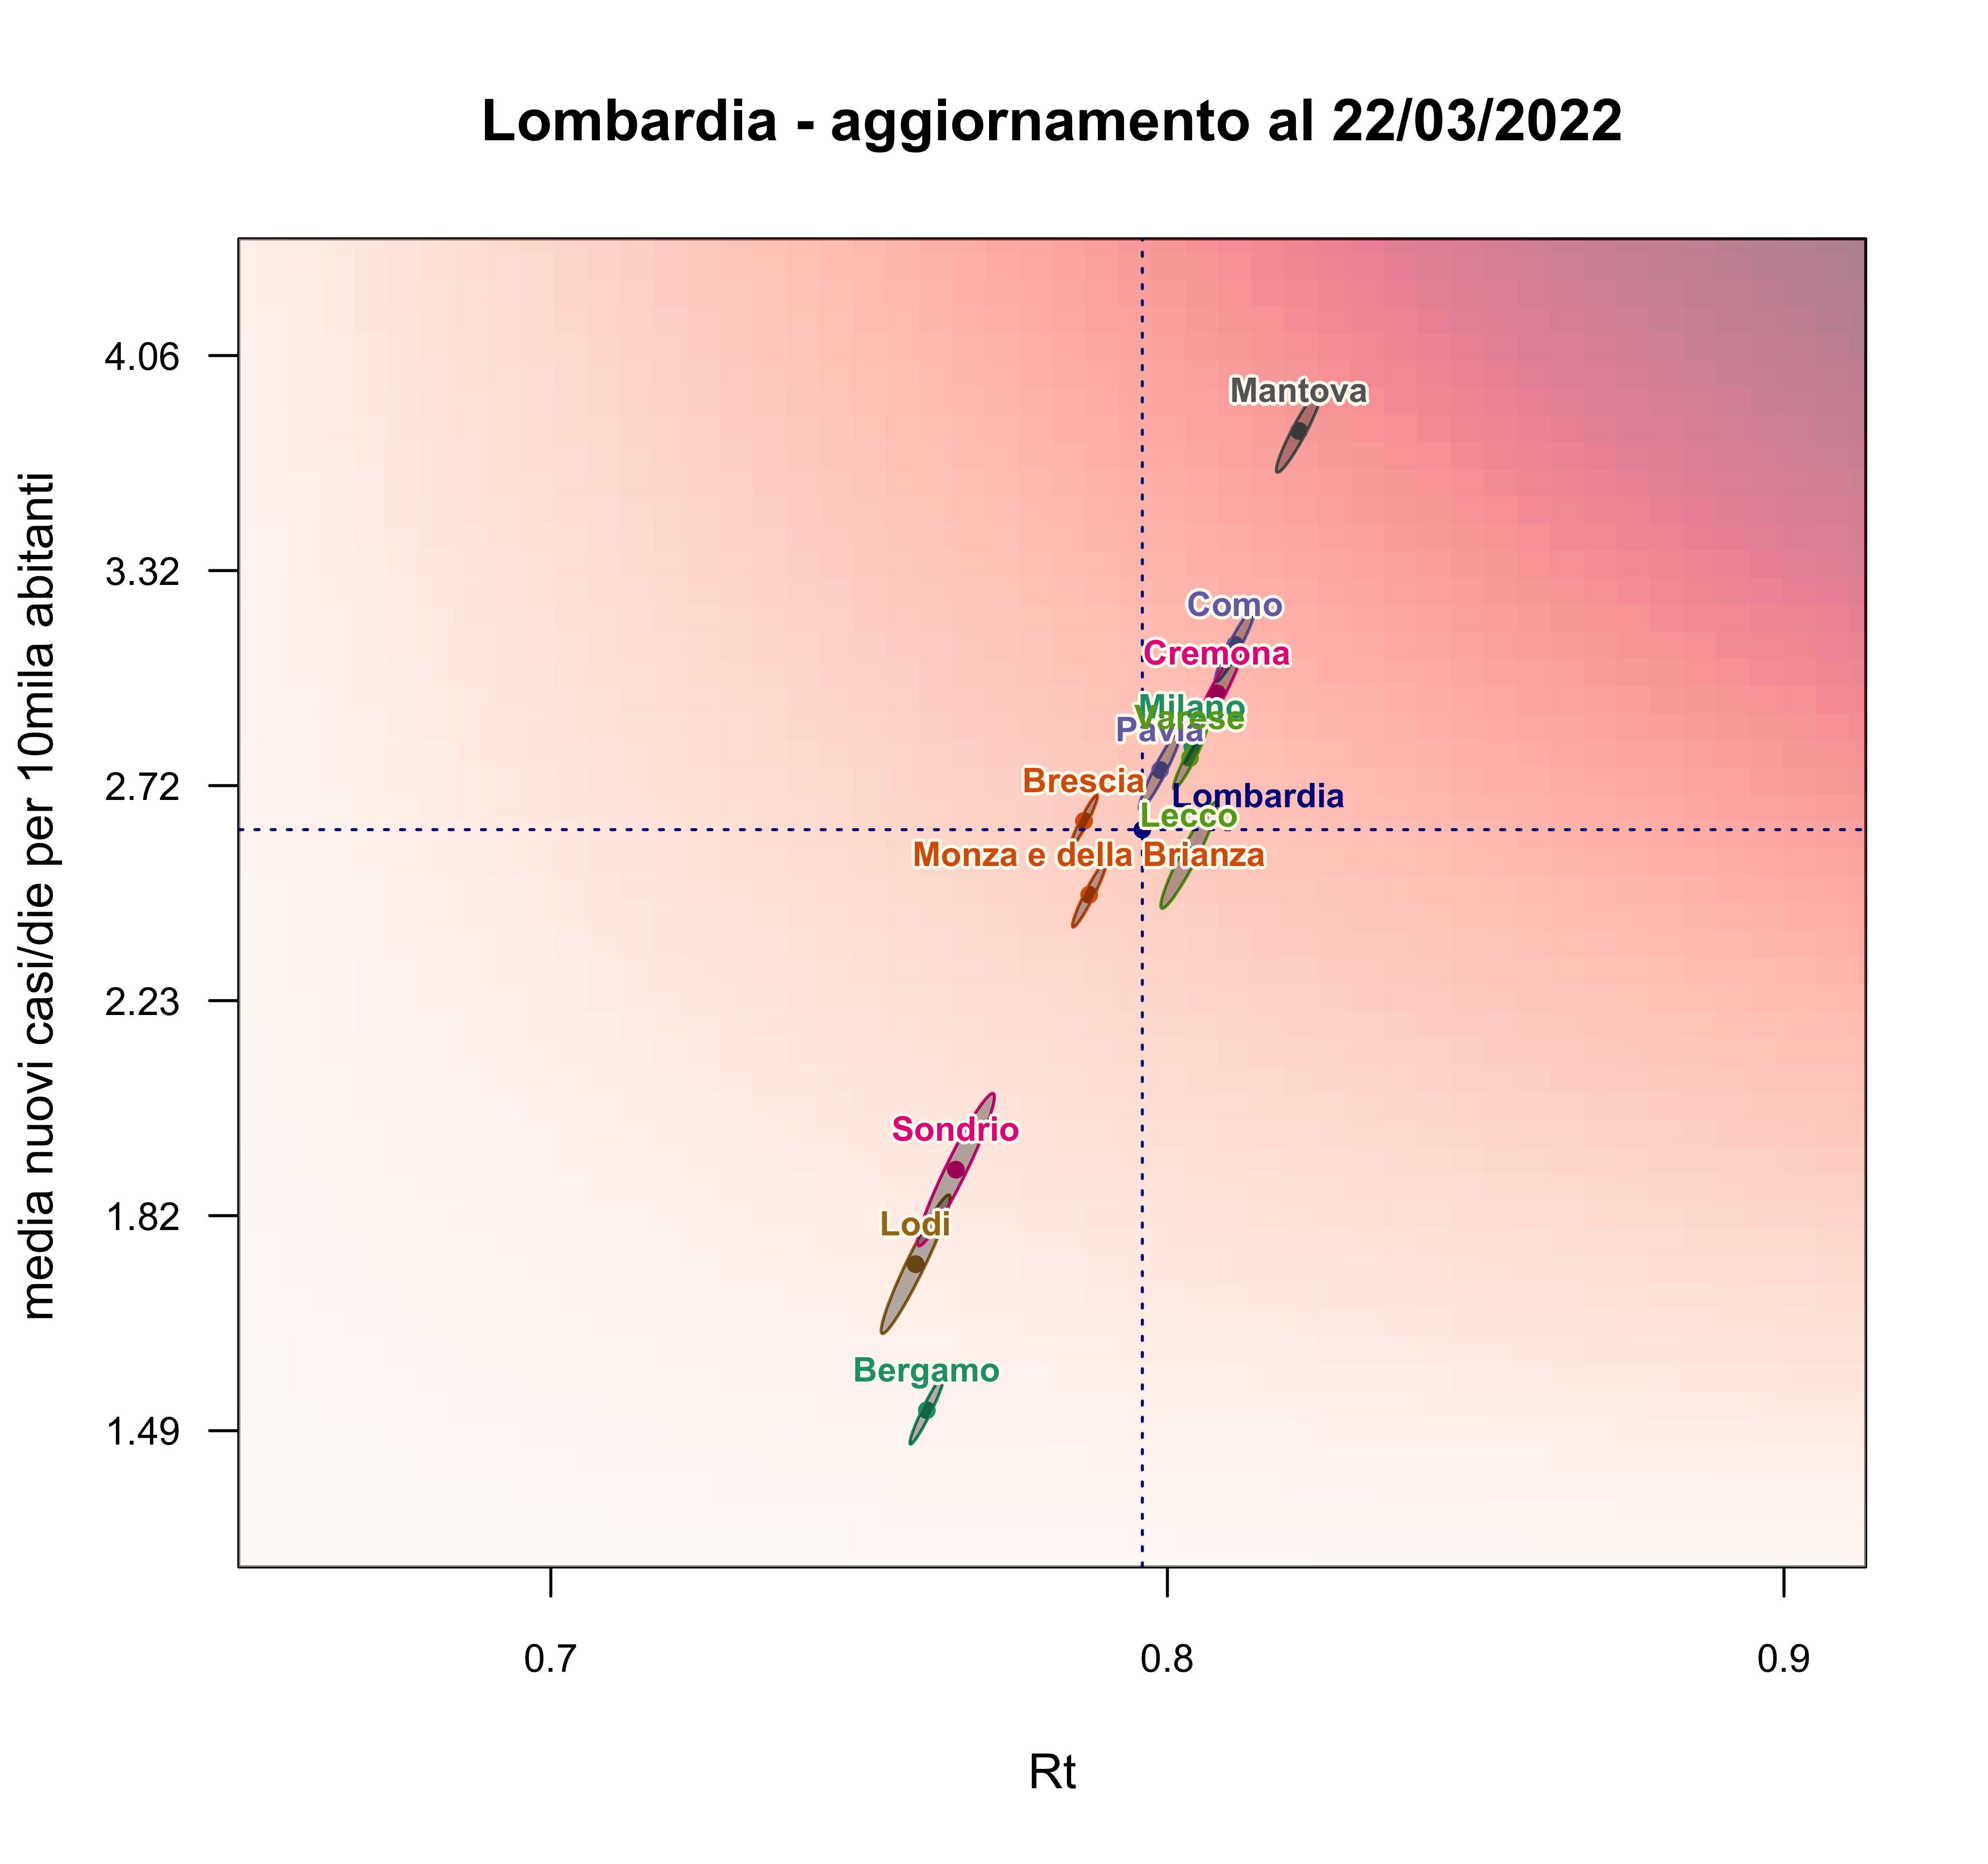 Lombardia - aggiornamento al 22/03/2022
media nuovi casi/die per 10mila abitanti
4.06
3.32
2.72
2.23
1.82
1.49
Mantova
Como
Cremona
Milano
Varese
Pavia
Brescia
Lombardia
Lecco
Monza e della Brianza
Sondrio
Lodi
Bergamo
0.7
0.8
0.9
Rt